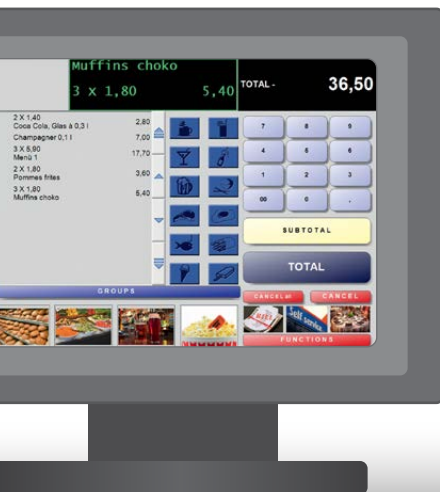 Muffins choko
3 x 1,80 5,40
TOTAL- 36,50
2 X 1,40
Coca Cola, Glas à 0,3 l 2,80
Champagner 0,1 l 7,00
3 X 5,90
Menü 1 17,70
2 X 1,80
Pommes frites 3,60
3 X 1,80
Muffins choko 5,40
7 8 9
4 5 6
1 2 3
00 0 .
SUBTOTAL
TOTAL
GROUPS
CANCEL CANCEL
Self service
FUNCTIONS